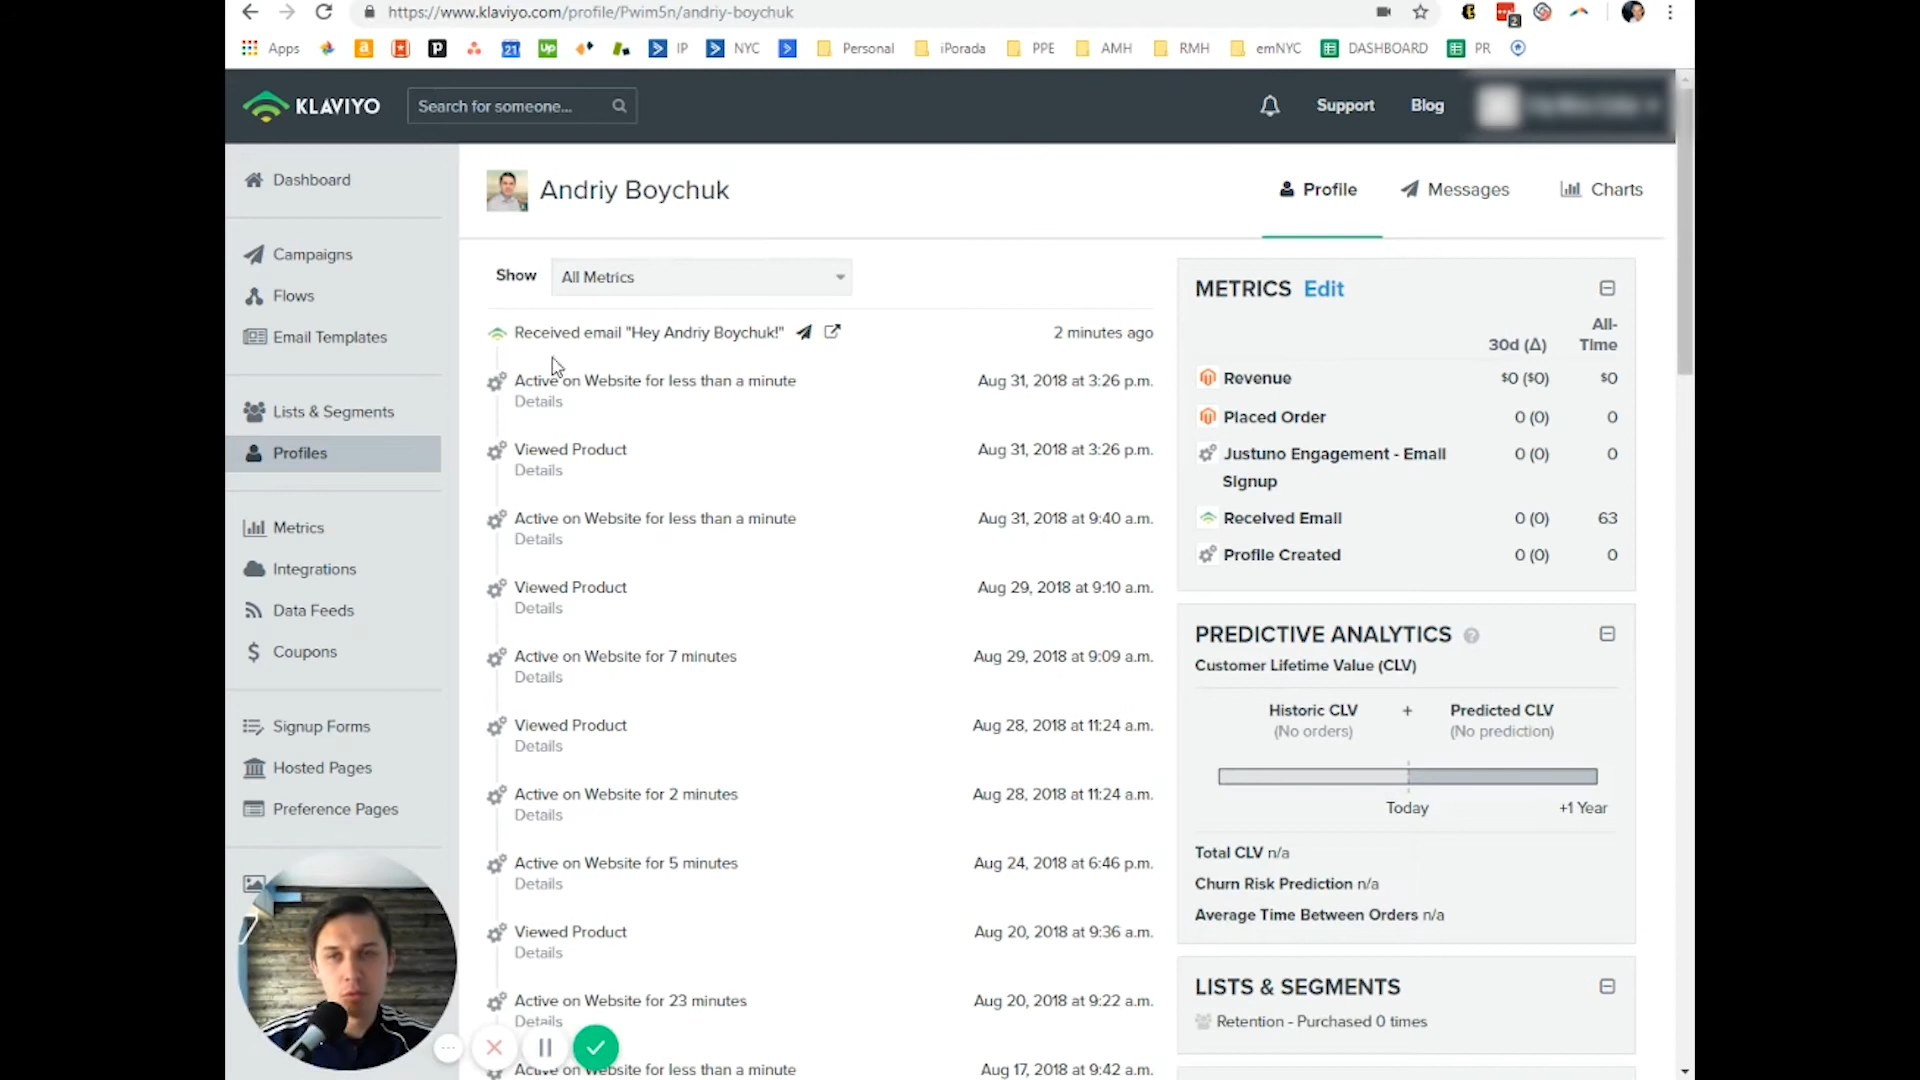 https://www.klaviyo.com/profile/Pwim5n/andriy-boychuk
2
Apps
a
p
21
up
IP
NYC
Personal
iPorada
PPE
AMH
RMH
emNYC
DASHBOARD
PR
KLAVIYO
Search for someone...
Support
Blog
Dashboard
Campaigns
Flows
Email Templates
Lists & Segments
Profiles
Metrics
Integrations
Data Feeds
Coupons
Signup Forms
Hosted Pages
Preference Pages
Andriy Boychuk
Profile
Messages
Charts
Show
All Metrics
Received email "Hey Andriy Boychuk!"
2 minutes ago
Active on Website for less than a minute
Aug 31, 2018 at 3:26 p.m.
Details
Viewed Product
Aug 31, 2018 at 3:26 p.m.
Details
Active on Website for less than a minute
Aug 31, 2018 at 9:40 a.m.
Details
Viewed Product
Aug 29, 2018 at 9:10 a.m.
Details
Active on Website for 7 minutes
Aug 29, 2018 at 9:09 a.m.
Details
Viewed Product
Aug 28, 2018 at 11:24 a.m.
Details
Active on Website for 2 minutes
Aug 28, 2018 at 11:24 a.m.
Details
Active on Website for 5 minutes
Aug 24, 2018 at 6:46 p.m.
Details
Viewed Product
Aug 20, 2018 at 9:36 a.m.
Details
Active on Website for 23 minutes
Aug 20, 2018 at 9:22 a.m.
Details
Active on Website for less than a minute
Aug 17, 2018 at 9:42 a.m.
METRICS Edit
30d (Δ)
All-Time
Revenue
$0 ($0)
$0
Placed Order
0 (0)
0
Justuno Engagement - Email Signup
0 (0)
0
Received Email
0 (0)
63
Profile Created
0 (0)
0
PREDICTIVE ANALYTICS ?
Customer Lifetime Value (CLV)
Historic CLV
+
Predicted CLV
(No orders)
(No prediction)
Today
+1 Year
Total CLV n/a
Churn Risk Prediction n/a
Average Time Between Orders n/a
LISTS & SEGMENTS
Retention - Purchased 0 times